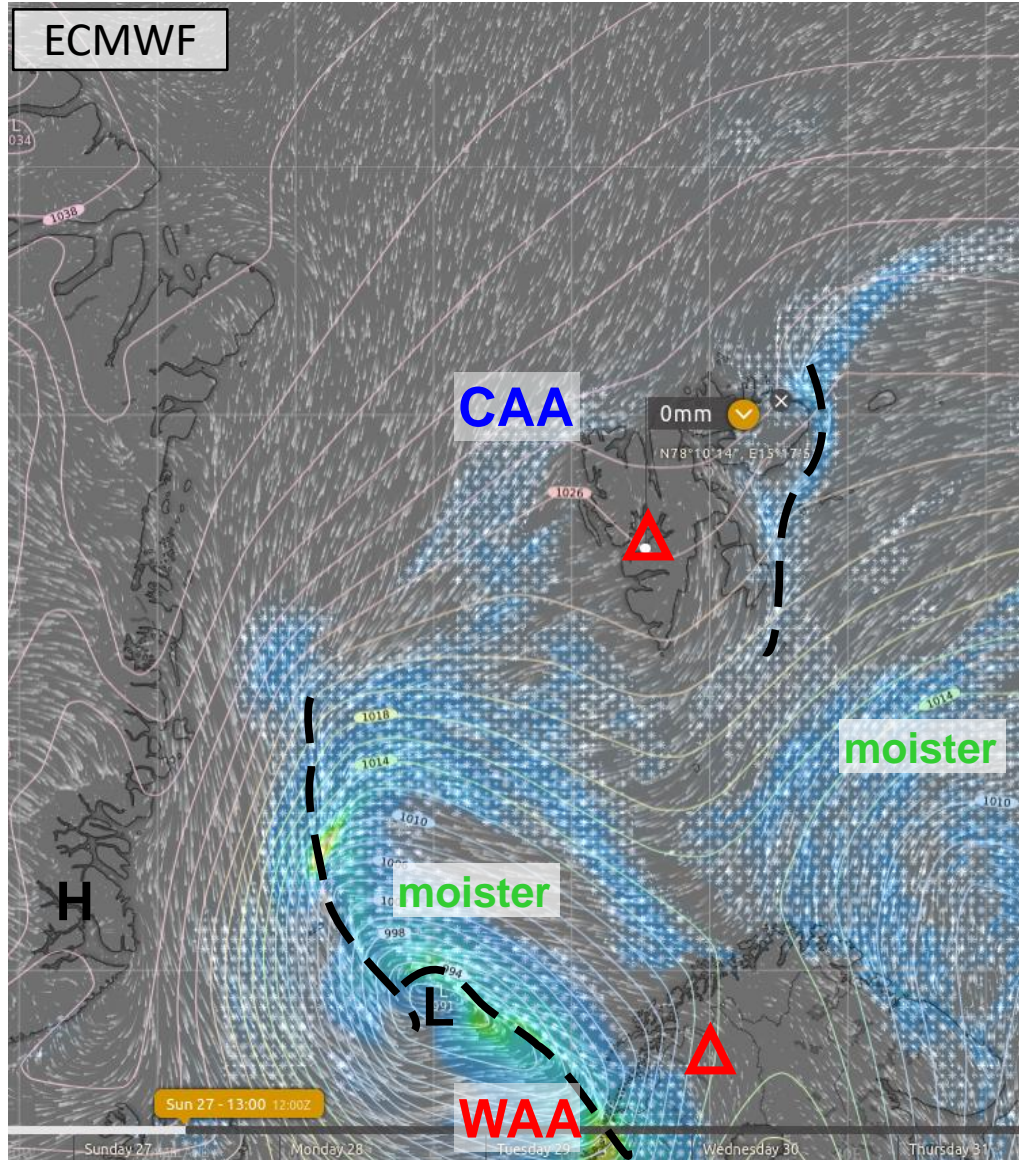 ECMWF
L
034
1038
CAA
0mm
N78°10'14", E15°17'5
1026
1018
1014
1014
moister
1010
1010
moister
H
998
994
L
L
991
Sun 27 - 13:00 12:00Z
WAA
Sunday 27
Monday 28
Tuesday 29
Wednesday 30
Thursday 31